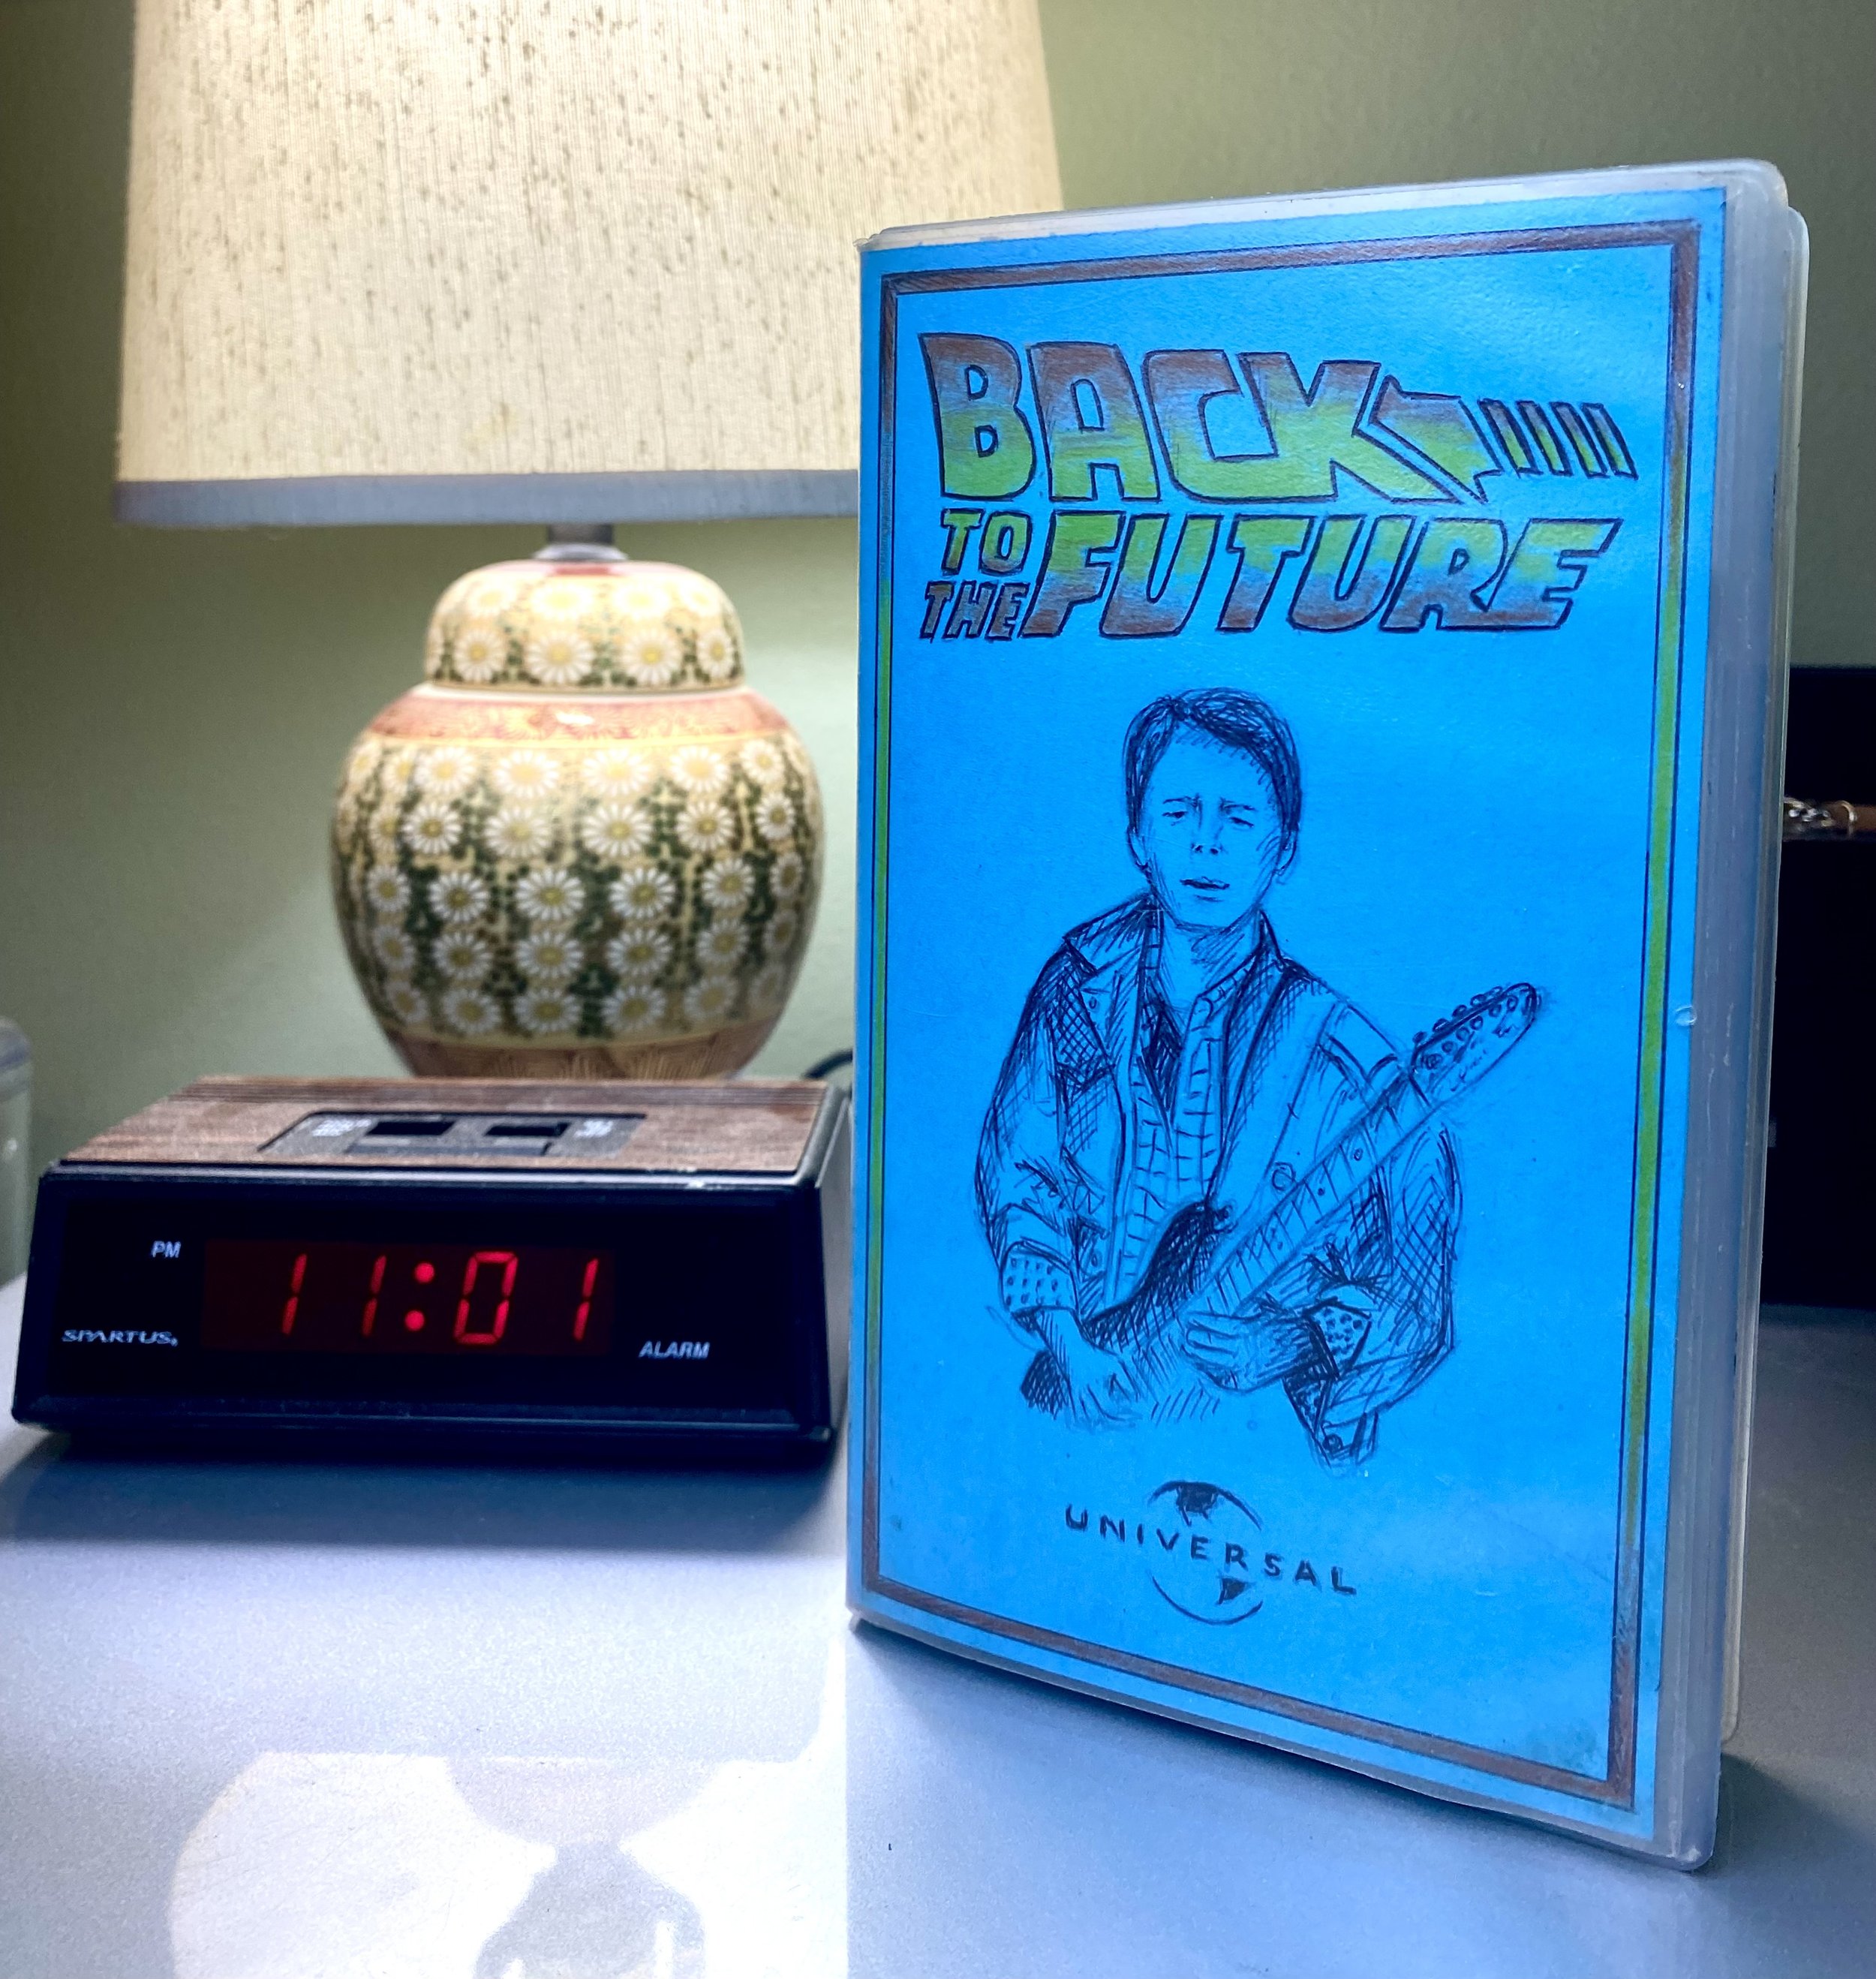 BACK
TO
THE FUTURE
UNIVERSAL
PM
11:01
SPARTUS
ALARM